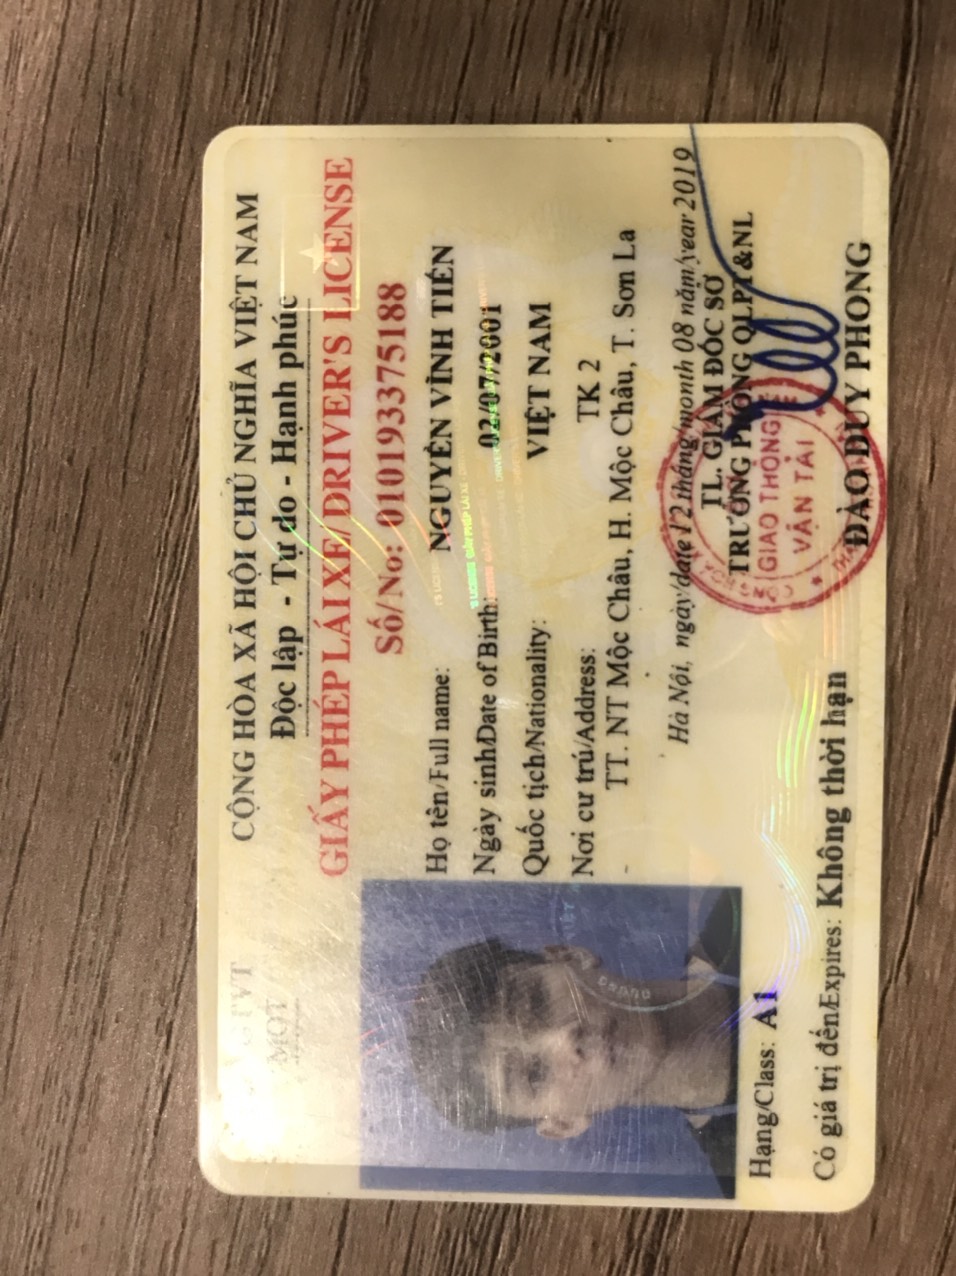 CỘNG HÒA XÃ HỘI CHỦ NGHĨA VIỆT NAM
Độc lập - Tự do - Hạnh phúc
MOT
GIẤY PHÉP LÁI XE/DRIVER'S LICENSE
Số/No: 010193375188
Họ tên/Full name: NGUYỄN VĨNH TIẾN
Ngày sinh/Date of Birth: 02/07/2001
Quốc tịch/Nationality: VIỆT NAM
Nơi cư trú/Address: TK 2
TT. NT Mộc Châu, H. Mộc Châu, T. Sơn La
Hà Nội, ngày/date 12 tháng/month 08 năm/year 2019
TL. GIÁM ĐỐC SỞ
TRƯỞNG PHÒNG QLPT&NL
GIAO THÔNG
VẬN TẢI
Hạng/Class: A1
Có giá trị đến/Expires: Không thời hạn
ĐÀO DUY PHONG